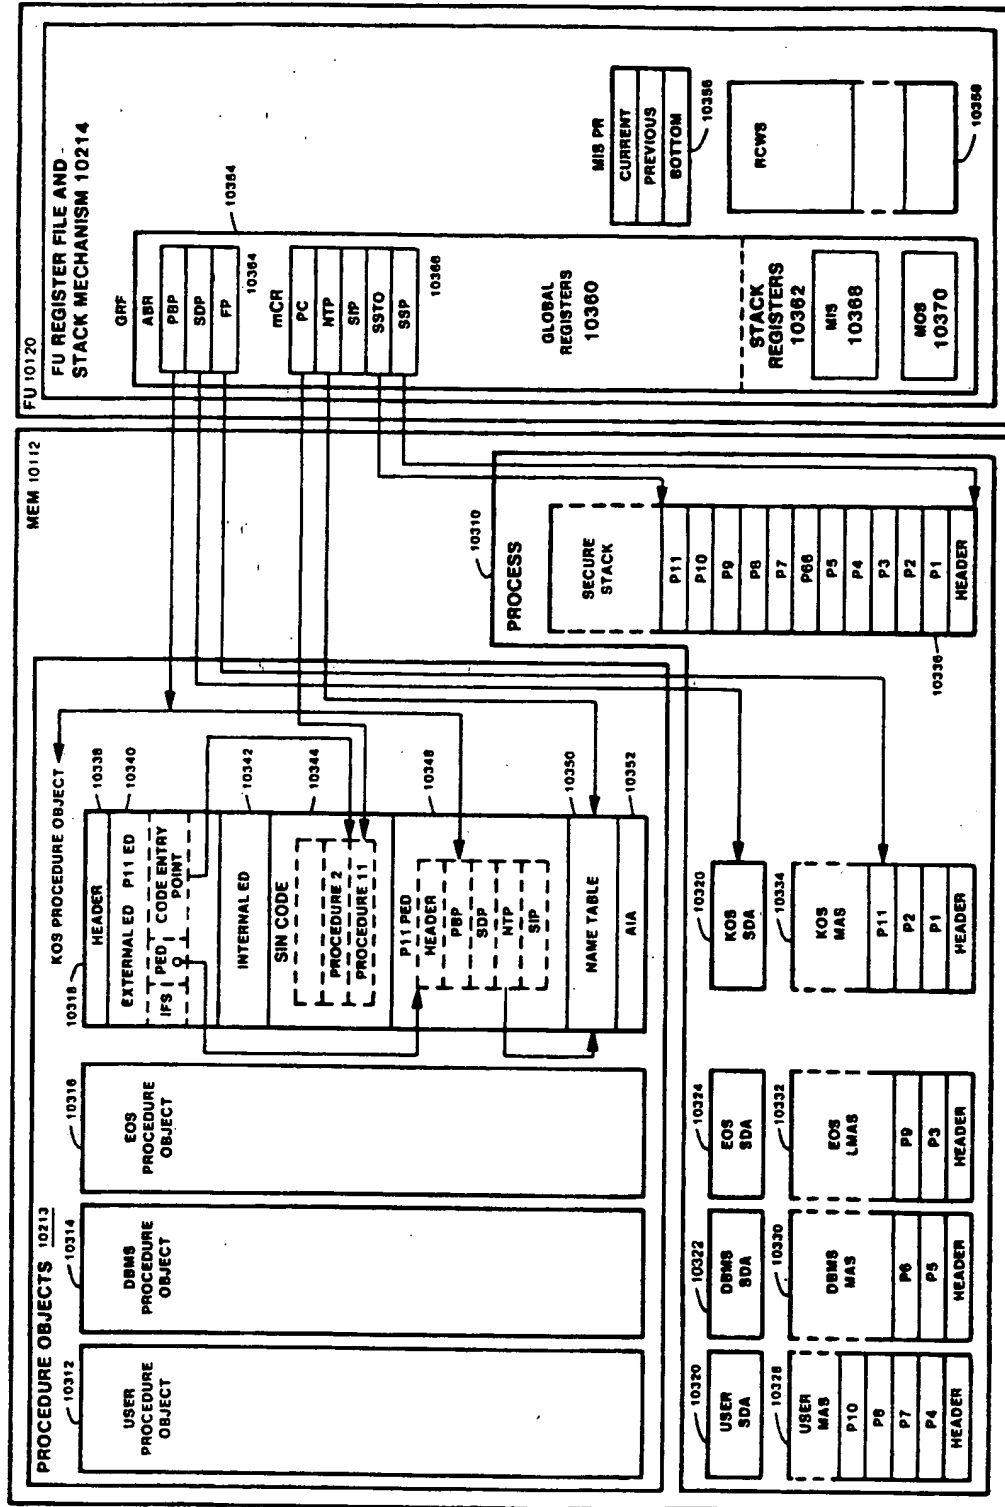 MEM 10112
PROCEDURE OBJECTS 10213
10312
USER
PROCEDURE
OBJECT
10314
DBMS
PROCEDURE
OBJECT
10316
EOS
PROCEDURE
OBJECT
KOS PROCEDURE OBJECT
10318
HEADER
10338
EXTERNAL ED P11 ED
10340
IFS PED CODE ENTRY
POINT
INTERNAL ED
10342
SIN CODE
10344
PROCEDURE 2
PROCEDURE 11
P11 PED
10348
HEADER
PBP
SDP
NTP
SIP
NAME TABLE
10350
AIA
10352
10310
PROCESS
SECURE
STACK
P11
P10
P9
P8
P7
P66
P5
P4
P3
P2
P1
HEADER
10336
10320
USER
SDA
10322
DBMS
SDA
10324
EOS
SDA
10320
KOS
SDA
10328
USER
MAS
P10
P8
P7
P4
HEADER
10330
DBMS
MAS
P6
P5
HEADER
10332
EOS
LMAS
P9
P3
HEADER
10334
KOS
MAS
P11
P2
P1
HEADER
FU 10120
FU REGISTER FILE AND
STACK MECHANISM 10214
10354
GRF
ABR
PBP
SDP
FP
10364
mCR
PC
NTP
SIP
SSTO
SSP
10366
GLOBAL
REGISTERS
10360
STACK
REGISTERS
10362
MIS
10368
MOS
10370
MIS PR
CURRENT
PREVIOUS
BOTTOM
10356
RCWS
10358